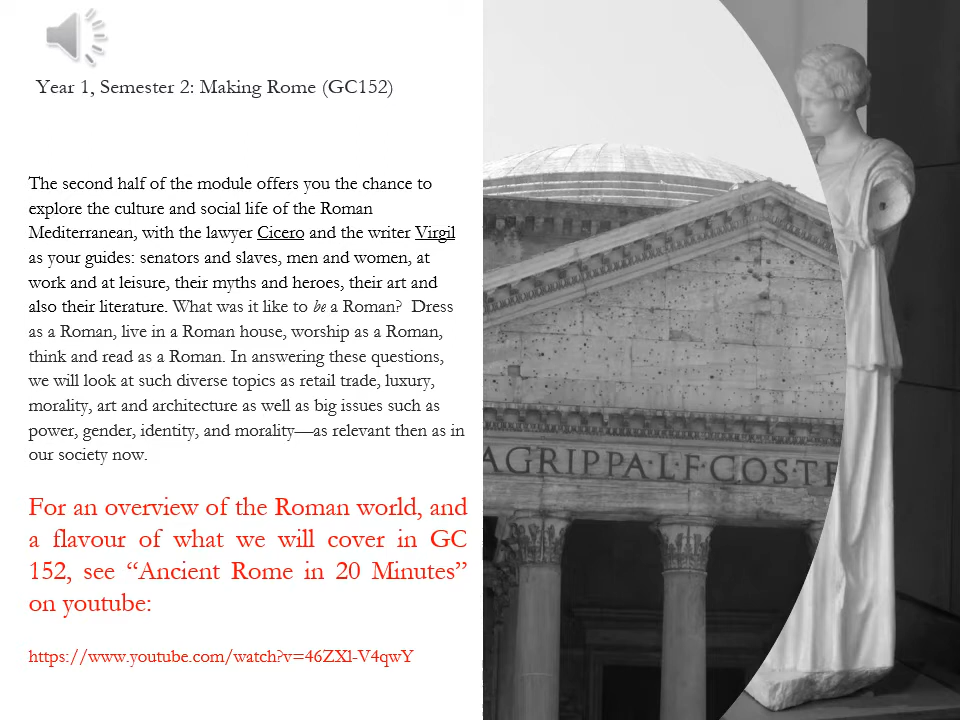 Year 1, Semester 2: Making Rome (GC152)
The second half of the module offers you the chance to
explore the culture and social life of the Roman
Mediterranean, with the lawyer Cicero and the writer Virgil
as your guides: senators and slaves, men and women, at
work and at leisure, their myths and heroes, their art and
also their literature. What was it like to be a Roman?  Dress
as a Roman, live in a Roman house, worship as a Roman,
think and read as a Roman. In answering these questions,
we will look at such diverse topics as retail trade, luxury,
morality, art and architecture as well as big issues such as
power, gender, identity, and morality—as relevant then as in
our society now.
For an overview of the Roman world, and
a flavour of what we will cover in GC
152, see “Ancient Rome in 20 Minutes”
on youtube:
https://www.youtube.com/watch?v=46ZXl-V4qwY
AGRIPPA·L·F·COSTE